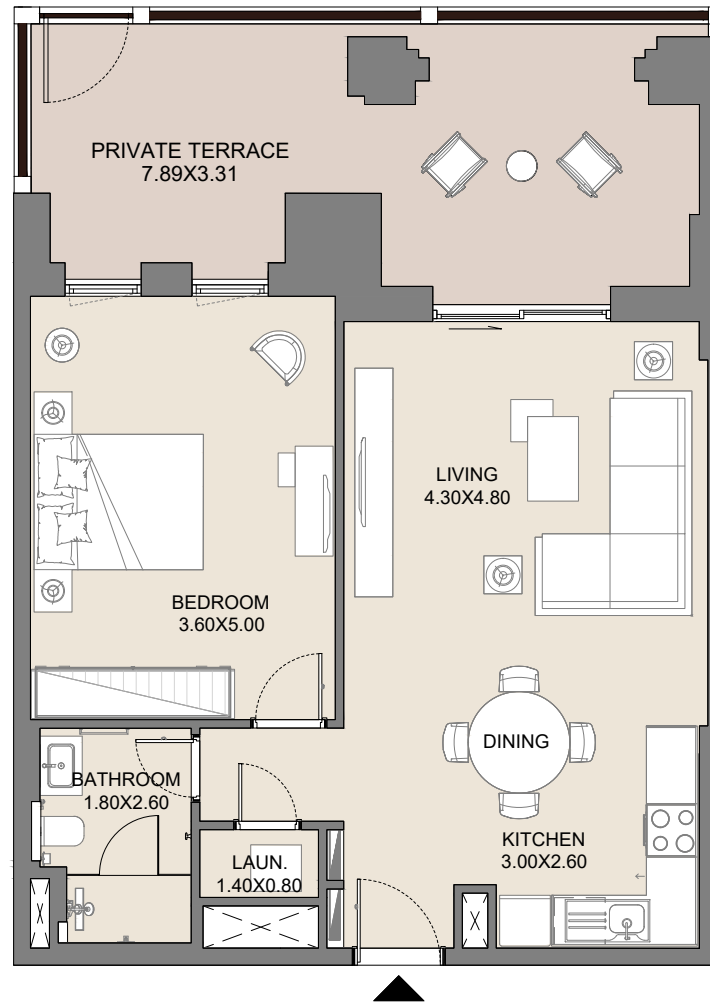 PRIVATE TERRACE
7.89X3.31
LIVING
4.30X4.80
BEDROOM
3.60X5.00
DINING
BATHROOM
1.80X2.60
KITCHEN
3.00X2.60
LAUN.
1.40X0.80